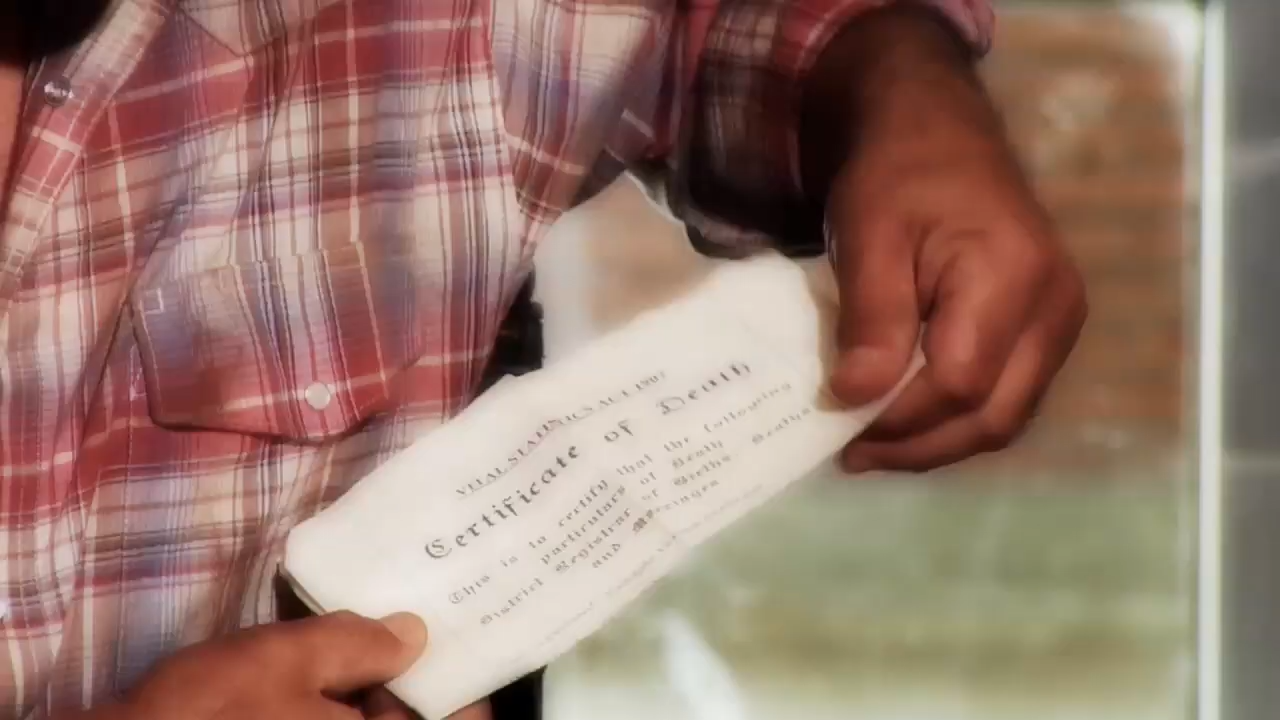 VITAL STATISTICS ACT 1907
Certificate of Death
This is to certify that the following
particulars of Death
District Registrar of Births Deaths
and Marriages